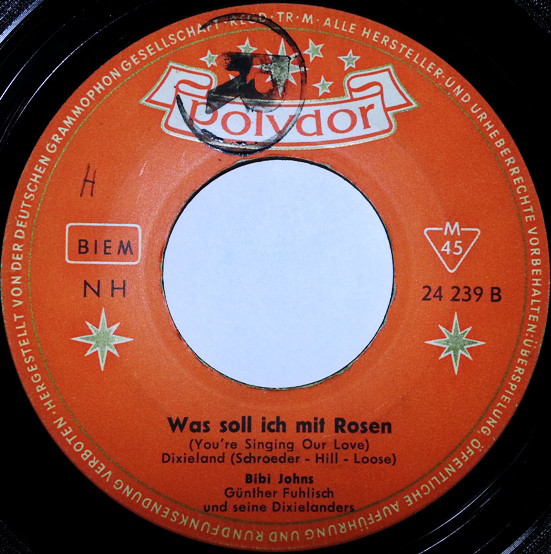 HERGESTELLT VON DER DEUTSCHEN GRAMMOPHON GESELLSCHAFT · REGD · TR · M · ALLE HERSTELLER- UND URHEBERRECHTE VORBEHALTEN: ÜBERSPIELUNG ÖFFENTLICHE AUFFÜHRUNG UND RUNDFUNKSENDUNG VERBOTEN ·
polydor
H
BIEM
NH
M
45
24 239 B
Was soll ich mit Rosen
(You're Singing Our Love)
Dixieland (Schroeder - Hill - Loose)
Bibi Johns
Günther Fuhlisch
und seine Dixielanders